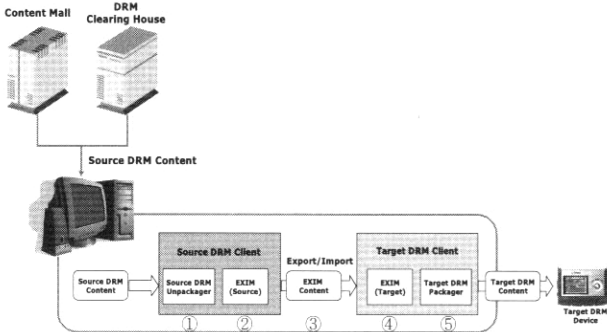 Content Mall
DRM
Clearing House
Source DRM Content
Source DRM Client
Target DRM Client
Export/Import
Source DRM
Content
Source DRM
Unpackager
EXIM
(Source)
EXIM
Content
EXIM
(Target)
Target DRM
Packager
Target DRM
Content
Target DRM
Device
①
②
③
④
⑤